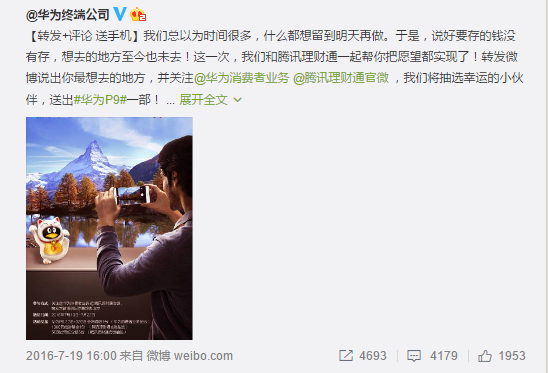 @华为终端公司
【转发+评论 送手机】我们总以为时间很多，什么都想留到明天再做。于是，说好要存的钱没
有存，想去的地方至今也未去！这一次，我们和腾讯理财通一起帮你把愿望都实现了！转发微
博说出你最想去的地方，并关注@华为消费者业务 @腾讯理财通官微 ，我们将抽选幸运的小伙
伴，送出#华为P9#一部！ ... 展开全文
2016-7-19 16:00 来自 微博 weibo.com
4693
4179
1953